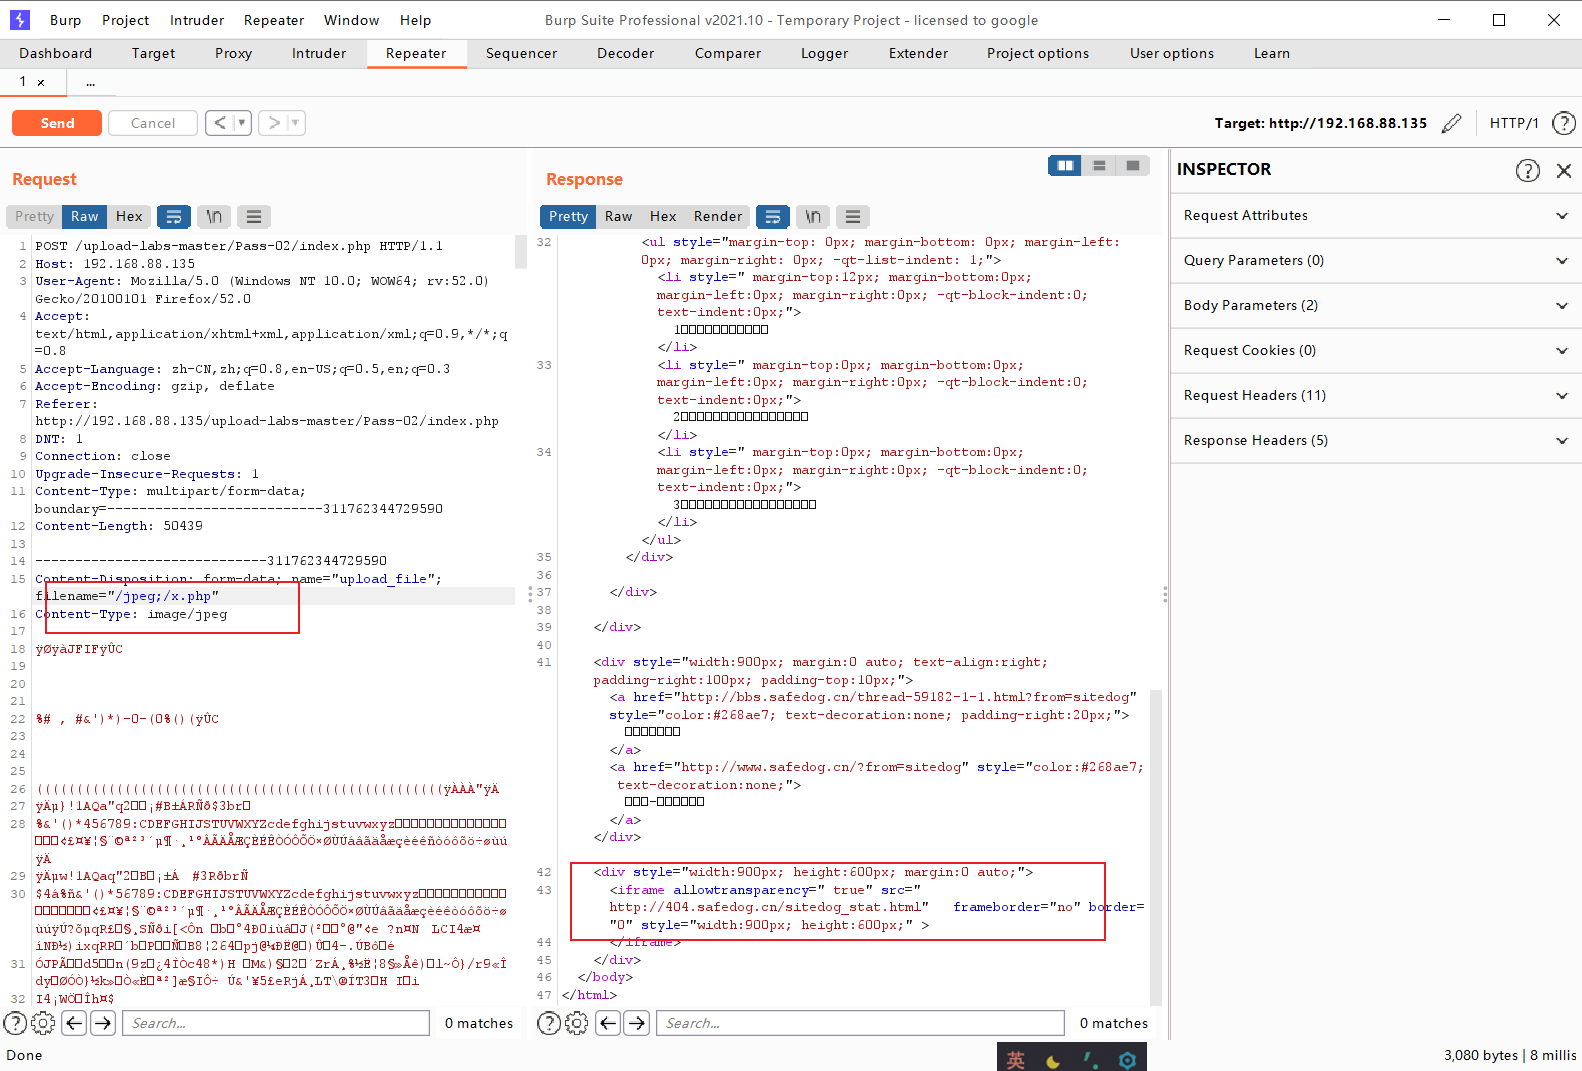 Burp Project Intruder Repeater Window Help Burp Suite Professional v2021.10 - Temporary Project - licensed to google
Dashboard Target Proxy Intruder Repeater Sequencer Decoder Comparer Logger Extender Project options User options Learn
1 × ...
Send Cancel < > Target: http://192.168.88.135 HTTP/1 ?
Request
Pretty Raw Hex \n
1 POST /upload-labs-master/Pass-02/index.php HTTP/1.1
2 Host: 192.168.88.135
3 User-Agent: Mozilla/5.0 (Windows NT 10.0; WOW64; rv:52.0)
Gecko/20100101 Firefox/52.0
4 Accept:
text/html,application/xhtml+xml,application/xml;q=0.9,*/*;q
=0.8
5 Accept-Language: zh-CN,zh;q=0.8,en-US;q=0.5,en;q=0.3
6 Accept-Encoding: gzip, deflate
7 Referer:
http://192.168.88.135/upload-labs-master/Pass-02/index.php
8 DNT: 1
9 Connection: close
10 Upgrade-Insecure-Requests: 1
11 Content-Type: multipart/form-data;
boundary=---------------------------311762344729590
12 Content-Length: 50439
13
14 -----------------------------311762344729590
15 Content-Disposition: form-data; name="upload_file";
filename="/jpeg;/x.php"
16 Content-Type: image/jpeg
17
18 ÿØÿàJFIFÿÛC
19
20
21
22 %# , #&')*)-0-(0%()(ÿÛC
23
24
25
26
27
28
29
30
31
32
Search... 0 matches
Response
Pretty Raw Hex Render \n
32 <ul style="margin-top: 0px; margin-bottom: 0px; margin-left:
0px; margin-right: 0px; -qt-list-indent: 1;">
<li style=" margin-top:12px; margin-bottom:0px;
margin-left:0px; margin-right:0px; -qt-block-indent:0;
text-indent:0px;">
1
</li>
33 <li style=" margin-top:0px; margin-bottom:0px;
margin-left:0px; margin-right:0px; -qt-block-indent:0;
text-indent:0px;">
2
</li>
34 <li style=" margin-top:0px; margin-bottom:0px;
margin-left:0px; margin-right:0px; -qt-block-indent:0;
text-indent:0px;">
3
</li>
</ul>
35 </div>
36
37 </div>
38
39 </div>
40
41 <div style="width:900px; margin:0 auto; text-align:right;
padding-right:100px; padding-top:10px;">
<a href="http://bbs.safedog.cn/thread-59182-1-1.html?from=sitedog"
style="color:#268ae7; text-decoration:none; padding-right:20px;">
</a>
<a href="http://www.safedog.cn/?from=sitedog" style="color:#268ae7;
text-decoration:none;">
-
</a>
</div>
42 <div style="width:900px; height:600px; margin:0 auto;">
43 <iframe allowtransparency=" true" src="
http://404.safedog.cn/sitedog_stat.html" frameborder="no" border=
"0" style="width:900px; height:600px;" >
44 </iframe>
45 </div>
46 </body>
47 </html>
Search... 0 matches
INSPECTOR ?
Request Attributes
Query Parameters (0)
Body Parameters (2)
Request Cookies (0)
Request Headers (11)
Response Headers (5)
Done 英 3,080 bytes | 8 millis